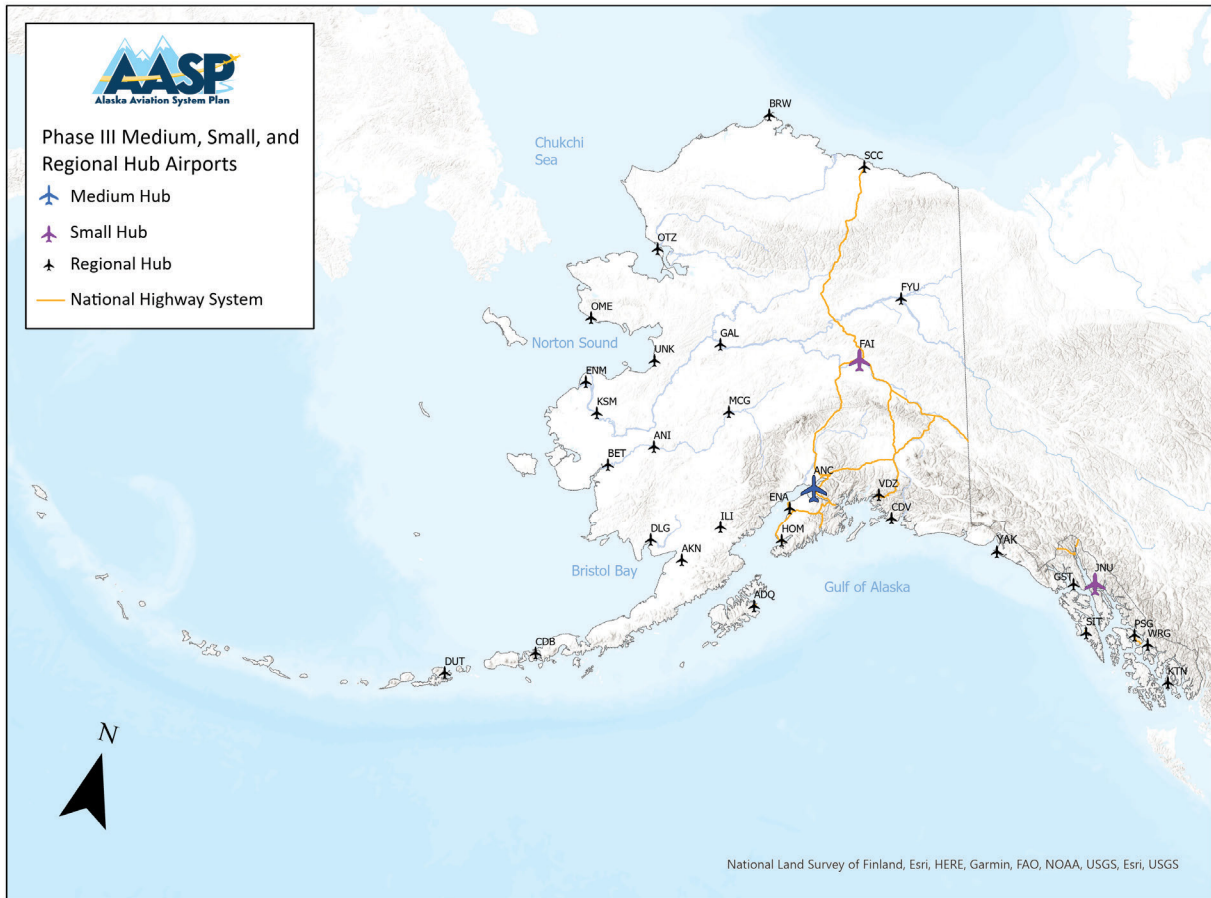 AASP
Alaska Aviation System Plan
Phase III Medium, Small, and
Regional Hub Airports
Medium Hub
Small Hub
Regional Hub
National Highway System
BRW
Chukchi
Sea
SCC
OTZ
FYU
OME
Norton Sound
GAL
UNK
FAI
ENM
KSM
MCG
ANI
BET
ANC
VDZ
ENA
CDV
ILI
DLG
HOM
AKN
YAK
Bristol Bay
Gulf of Alaska
GST
JNU
ADQ
SIT
PSG
WRG
CDB
DUT
KTN
N
National Land Survey of Finland, Esri, HERE, Garmin, FAO, NOAA, USGS, Esri, USGS